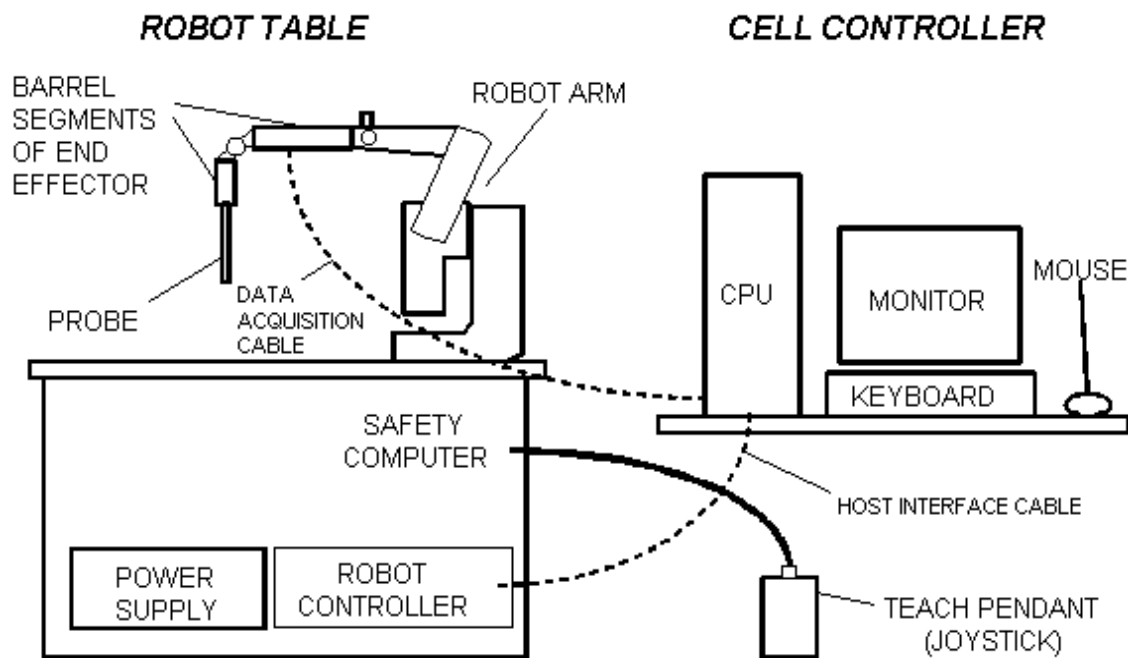 ROBOT TABLE
CELL CONTROLLER
BARREL
SEGMENTS
OF END
EFFECTOR
ROBOT ARM
PROBE
DATA
ACQUISITION
CABLE
CPU
MONITOR
MOUSE
KEYBOARD
SAFETY
COMPUTER
HOST INTERFACE CABLE
POWER
SUPPLY
ROBOT
CONTROLLER
TEACH PENDANT
(JOYSTICK)